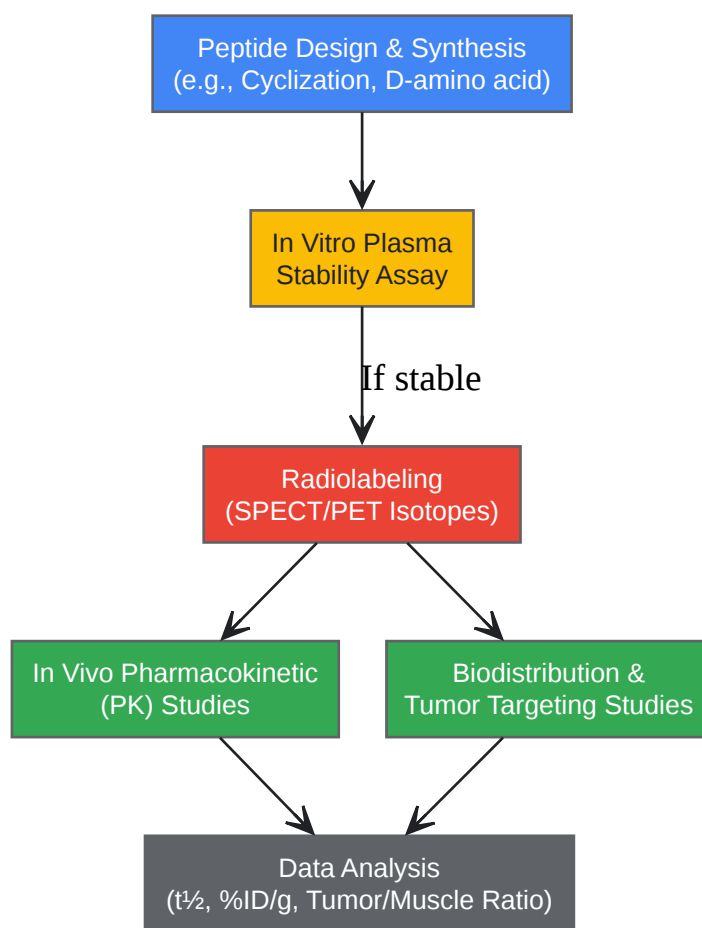 Peptide Design & Synthesis
(e.g., Cyclization, D-amino acid)
In Vitro Plasma
Stability Assay
If stable
Radiolabeling
(SPECT/PET Isotopes)
In Vivo Pharmacokinetic
(PK) Studies
Biodistribution &
Tumor Targeting Studies
Data Analysis
(t½, %ID/g, Tumor/Muscle Ratio)